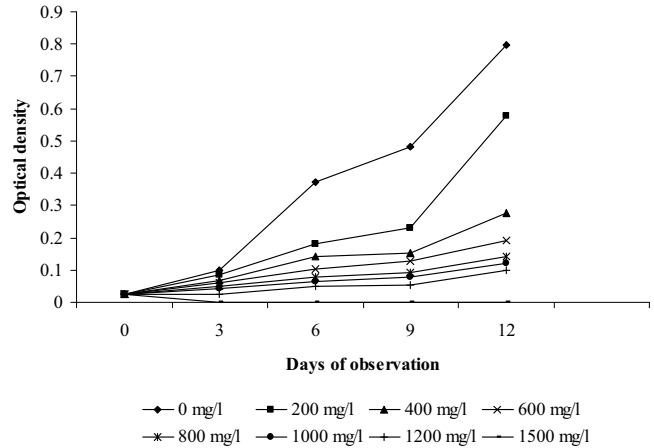 0.9
0.8
0.7
0.6
0.5
0.4
0.3
0.2
0.1
0
Optical density
0 3 6 9 12
Days of observation
0 mg/l 200 mg/l 400 mg/l 600 mg/l
800 mg/l 1000 mg/l 1200 mg/l 1500 mg/l